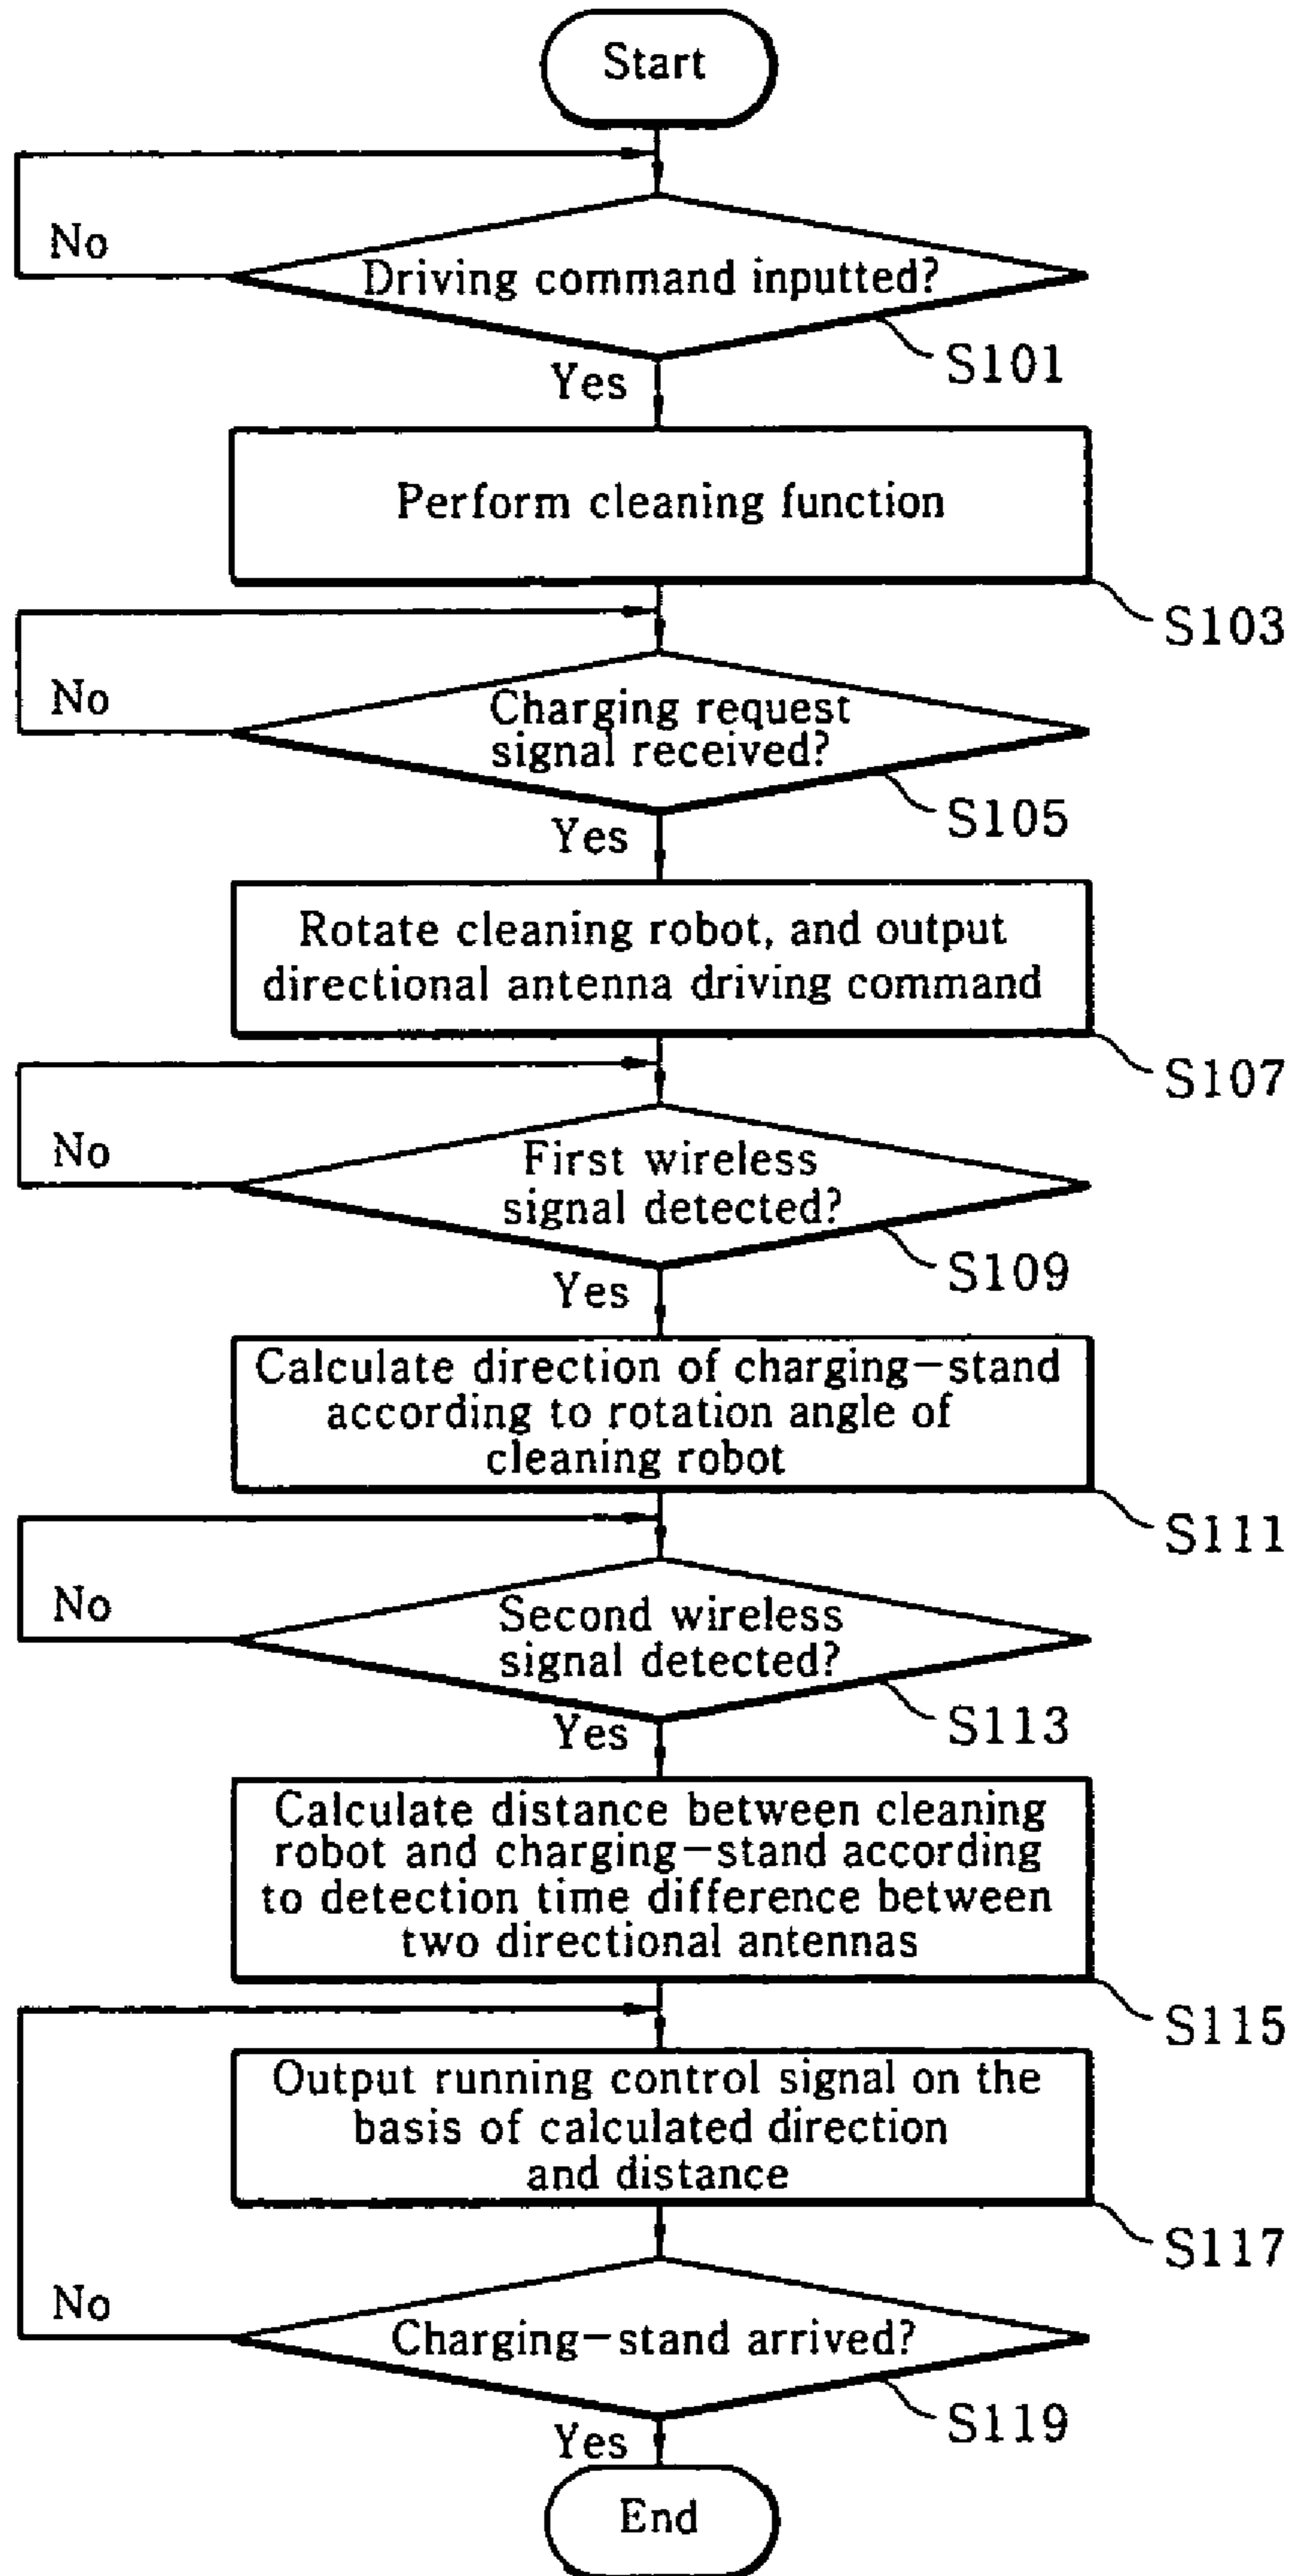 Start
No
Driving command inputted?
S101
Yes
Perform cleaning function
S103
No
Charging request
signal received?
S105
Yes
Rotate cleaning robot, and output
directional antenna driving command
S107
No
First wireless
signal detected?
S109
Yes
Calculate direction of charging-stand
according to rotation angle of
cleaning robot
S111
No
Second wireless
signal detected?
S113
Yes
Calculate distance between cleaning
robot and charging-stand according
to detection time difference between
two directional antennas
S115
Output running control signal on the
basis of calculated direction
and distance
S117
No
Charging-stand arrived?
S119
Yes
End